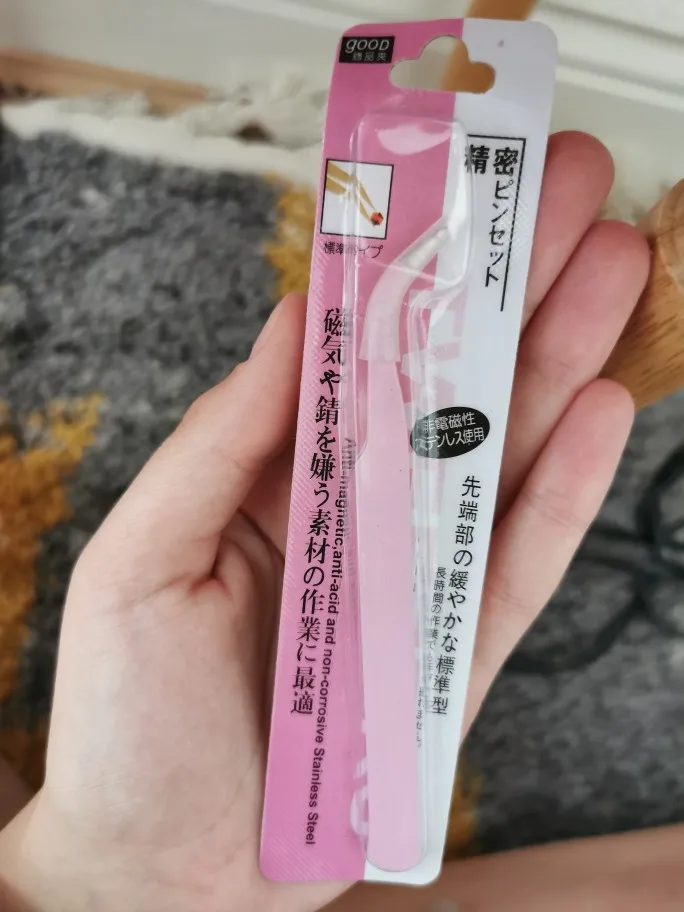 good
精密
ピンセット
標準型タイプ
磁気や錆を嫌う素材の作業に最適
Anti-magnetic,anti-acid and non-corrosive Stainless Steel
非電磁性
ステンレス使用
先端部の緩やかな標準型
長時間の作業でも